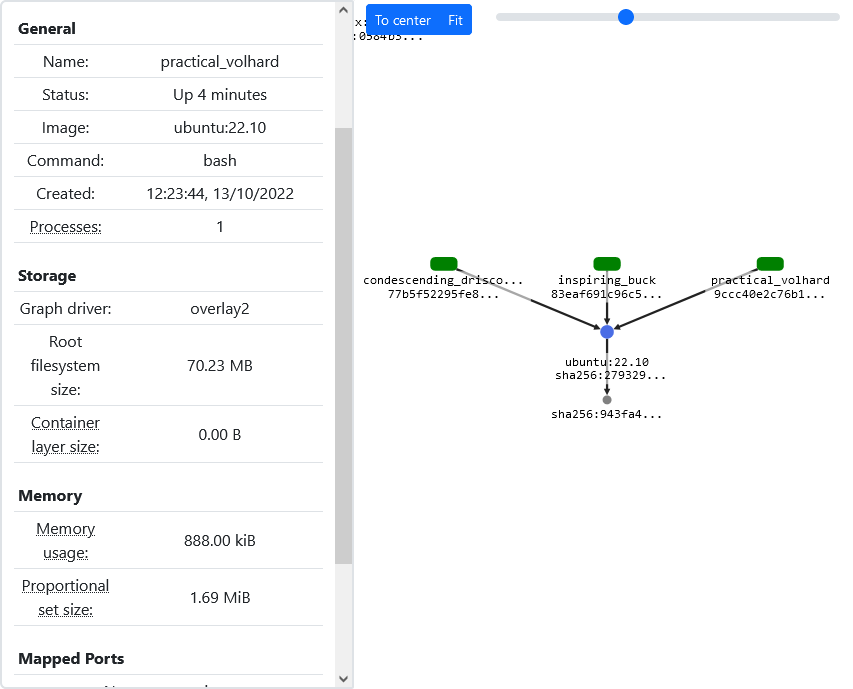 General
Name: practical_volhard
Status: Up 4 minutes
Image: ubuntu:22.10
Command: bash
Created: 12:23:44, 13/10/2022
Processes: 1
Storage
Graph driver: overlay2
Root
filesystem
size: 70.23 MB
Container
layer size: 0.00 B
Memory
Memory
usage: 888.00 kiB
Proportional
set size: 1.69 MiB
Mapped Ports
To center Fit
:0584b3...
condescending_drisco...
77b5f52295fe8...
inspiring_buck
83eaf691c96c5...
practical_volhard
9ccc40e2c76b1...
ubuntu:22.10
sha256:279329...
sha256:943fa4...